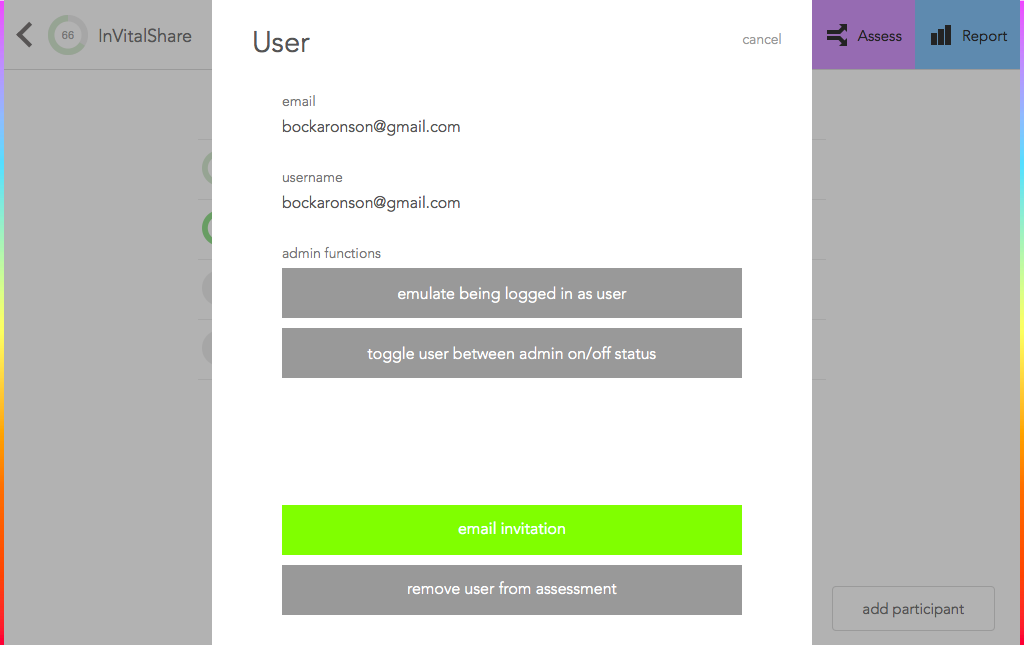 66
InVitalShare
User
cancel
Assess
Report
email
bockaronson@gmail.com
username
bockaronson@gmail.com
admin functions
emulate being logged in as user
toggle user between admin on/off status
email invitation
remove user from assessment
add participant